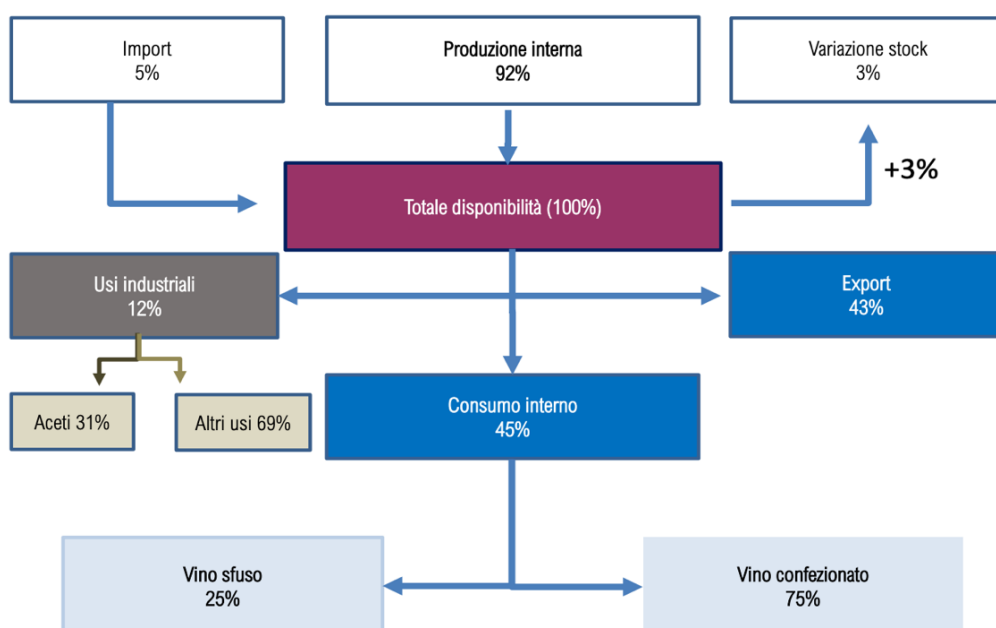 Import
5%
Produzione interna
92%
Variazione stock
3%
+3%
Totale disponibilità (100%)
Usi industriali
12%
Export
43%
Aceti 31%
Altri usi 69%
Consumo interno
45%
Vino sfuso
25%
Vino confezionato
75%